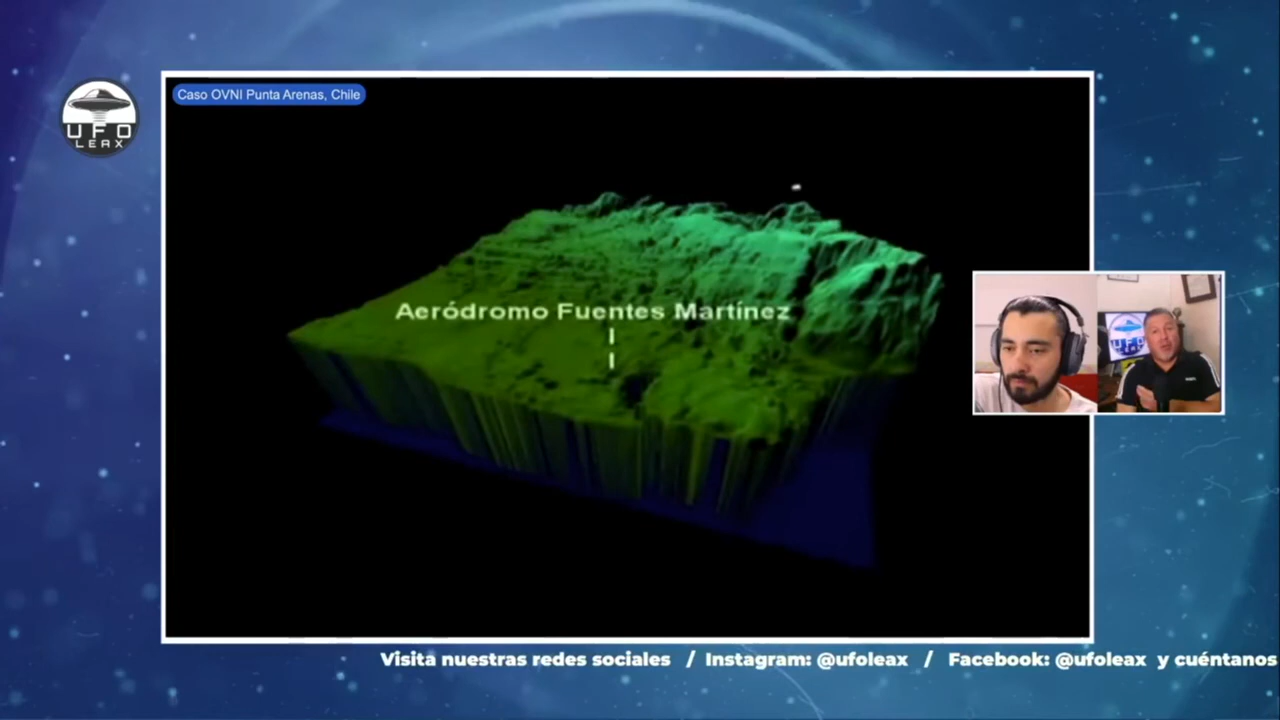 Caso OVNI Punta Arenas, Chile
UFO
LEAX
Aeródromo Fuentes Martínez
UFO
Visita nuestras redes sociales / Instagram: @ufoleax / Facebook: @ufoleax y cuéntanos